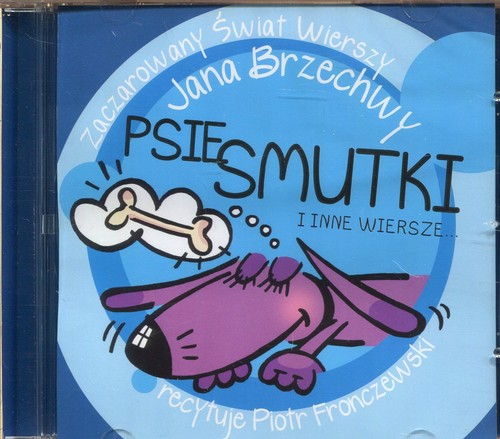 Zaczarowany Świat Wierszy
Jana Brzechwy
PSIE
SMUTKI
I INNE WIERSZE...
recytuje Piotr Fronczewski